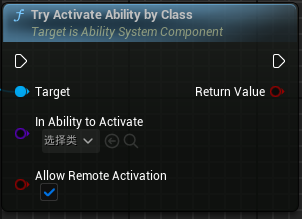 Try Activate Ability by Class
Target is Ability System Component
Target
Return Value
In Ability to Activate
选择类
Allow Remote Activation